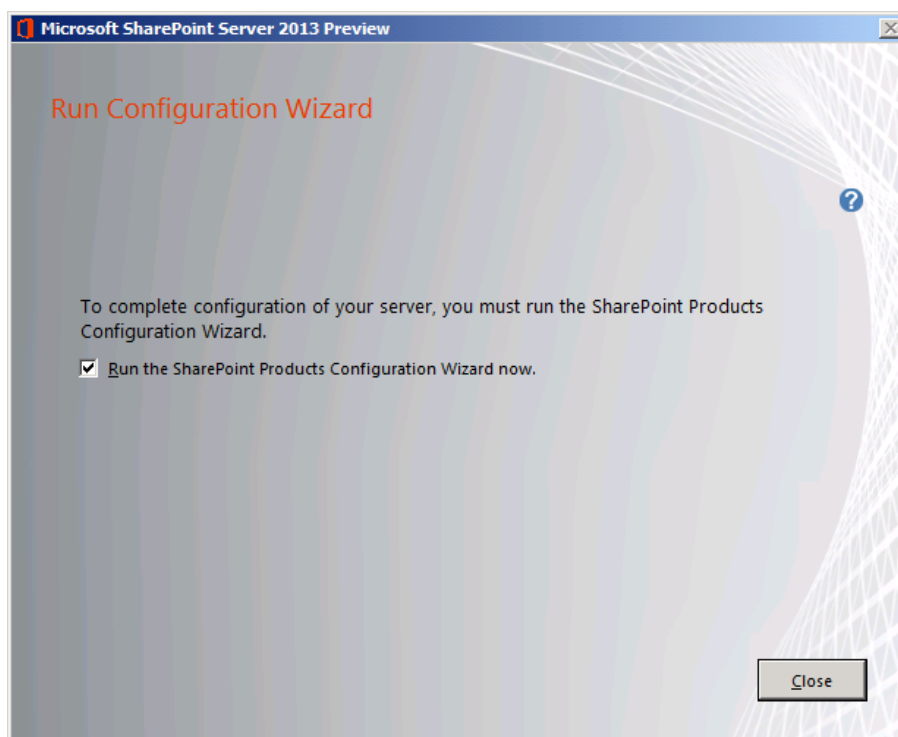 Microsoft SharePoint Server 2013 Preview
Run Configuration Wizard
?
To complete configuration of your server, you must run the SharePoint Products
Configuration Wizard.
Run the SharePoint Products Configuration Wizard now.
Close